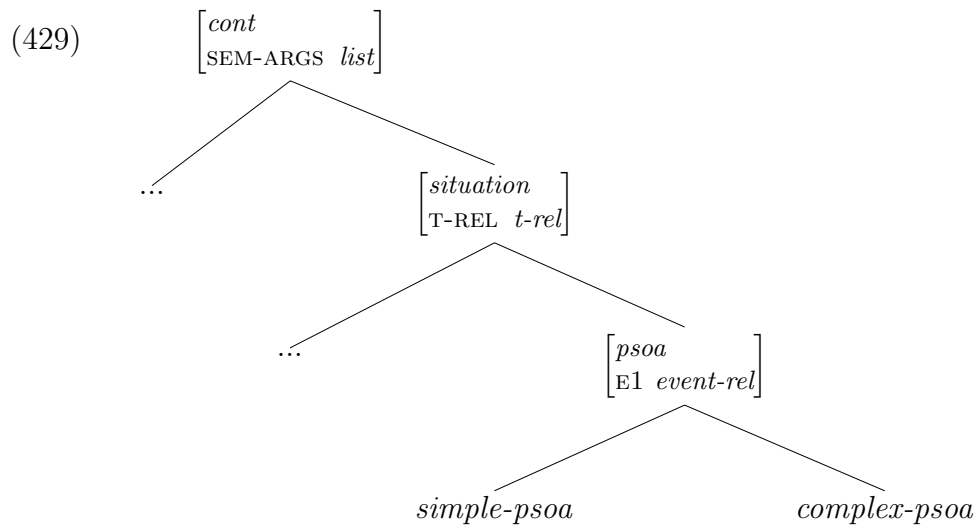 (429)
cont
SEM-ARGS list
...
situation
T-REL t-rel
...
psoa
E1 event-rel
simple-psoa complex-psoa